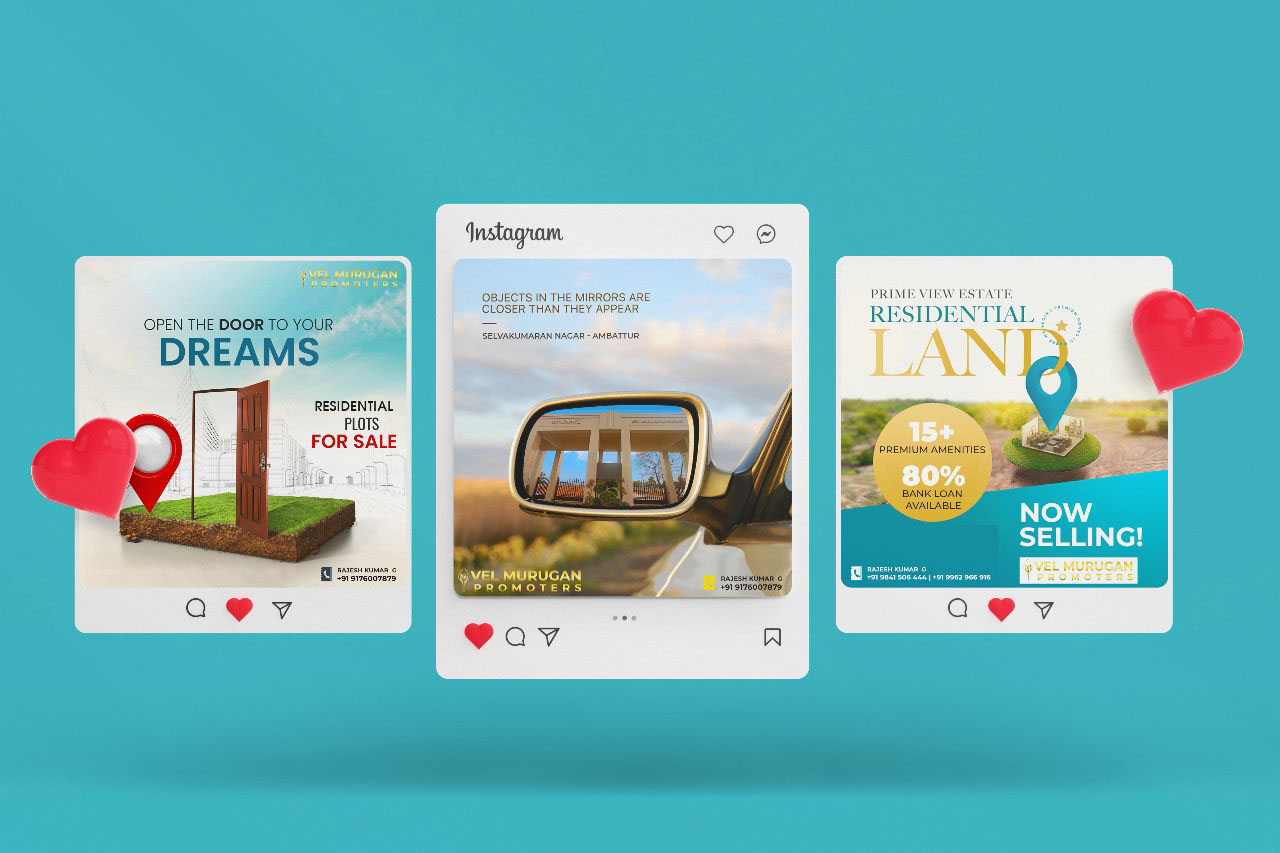 VEL MURUGAN
PROMOTERS
OPEN THE DOOR TO YOUR
DREAMS
RESIDENTIAL
PLOTS
FOR SALE
RAJESH KUMAR G
+91 9176007879
Instagram
OBJECTS IN THE MIRRORS ARE
CLOSER THAN THEY APPEAR
SELVAKUMARAN NAGAR - AMBATTUR
VEL MURUGAN
PROMOTERS
RAJESH KUMAR G
+91 9176007879
PRIME VIEW ESTATE
RESIDENTIAL
LAND
15+
PREMIUM AMENITIES
80%
BANK LOAN
AVAILABLE
NOW
SELLING!
RAJESH KUMAR G
+91 9841 506 444 | +91 9962 966 916
VEL MURUGAN
PROMOTERS